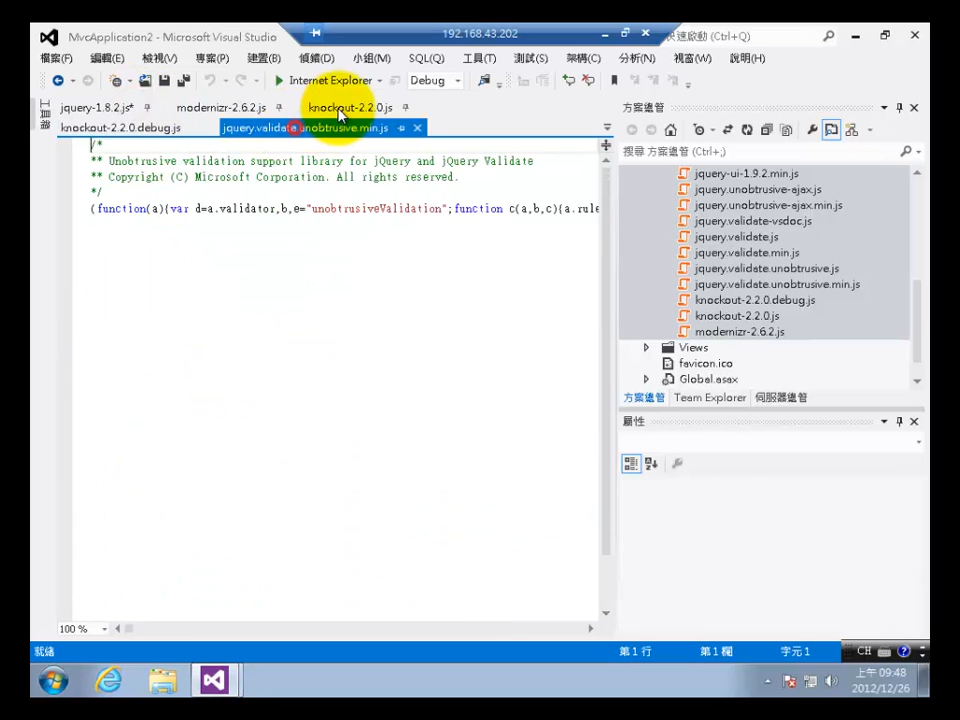 192.168.43.202
MvcApplication2 - Microsoft Visual Studio
快速啟動 (Ctrl+Q)
檔案(F) 編輯(E) 檢視(V) 專案(P) 建置(B) 偵錯(D) 小組(M) SQL(Q) 工具(T) 測試(S) 架構(C) 分析(N) 視窗(W) 說明(H)
Internet Explorer Debug
工具箱
jquery-1.8.2.js* modernizr-2.6.2.js knockout-2.2.0.js
knockout-2.2.0.debug.js jquery.validate.unobtrusive.min.js
/*
** Unobtrusive validation support library for jQuery and jQuery Validate
** Copyright (C) Microsoft Corporation. All rights reserved.
*/
(function(a){var d=a.validator,b,e="unobtrusiveValidation";function c(a,b,c){a.rule
100 %
方案總管
搜尋 方案總管 (Ctrl+;)
jquery-ui-1.9.2.min.js
jquery.unobtrusive-ajax.js
jquery.unobtrusive-ajax.min.js
jquery.validate-vsdoc.js
jquery.validate.js
jquery.validate.min.js
jquery.validate.unobtrusive.js
jquery.validate.unobtrusive.min.js
knockout-2.2.0.debug.js
knockout-2.2.0.js
modernizr-2.6.2.js
Views
favicon.ico
Global.asax
方案總管 Team Explorer 伺服器總管
屬性
就緒 第 1 行 第 1 欄 字元 1
CH
上午 09:48
2012/12/26